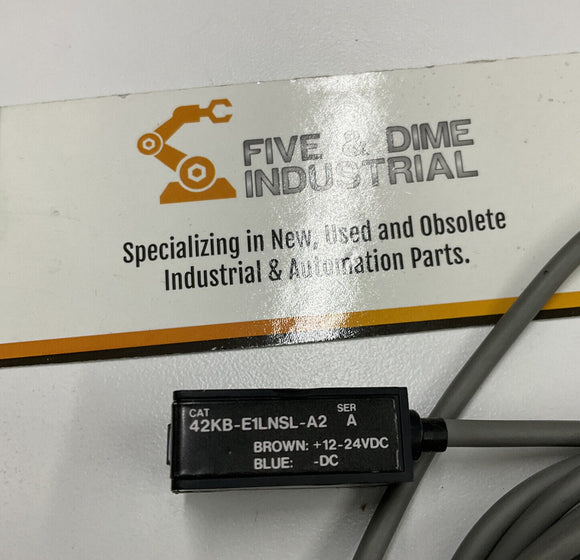 FIVE & DIME
INDUSTRIAL
Specializing in New, Used and Obsolete
Industrial & Automation Parts.
CAT SER
42KB-E1LNSL-A2 A
BROWN: +12-24VDC
BLUE: -DC